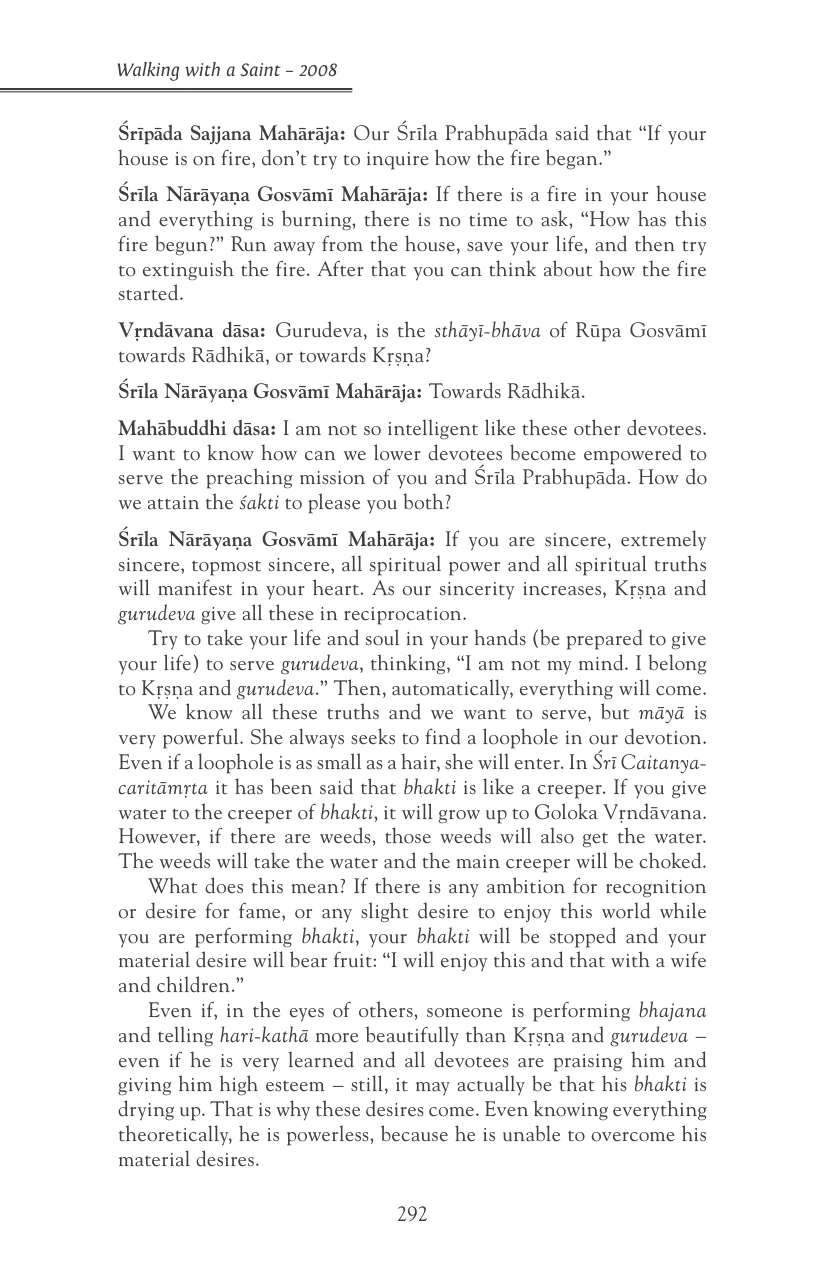 Walking with a Saint – 2008
Śrīpāda Sajjana Mahārāja: Our Śrīla Prabhupāda said that “If your
house is on fire, don’t try to inquire how the fire began.”
Śrīla Nārāyaṇa Gosvāmī Mahārāja: If there is a fire in your house
and everything is burning, there is no time to ask, “How has this
fire begun?” Run away from the house, save your life, and then try
to extinguish the fire. After that you can think about how the fire
started.
Vṛndāvana dāsa: Gurudeva, is the sthāyī-bhāva of Rūpa Gosvāmī
towards Rādhikā, or towards Kṛṣṇa?
Śrīla Nārāyaṇa Gosvāmī Mahārāja: Towards Rādhikā.
Mahābuddhi dāsa: I am not so intelligent like these other devotees.
I want to know how can we lower devotees become empowered to
serve the preaching mission of you and Śrīla Prabhupāda. How do
we attain the śakti to please you both?
Śrīla Nārāyaṇa Gosvāmī Mahārāja: If you are sincere, extremely
sincere, topmost sincere, all spiritual power and all spiritual truths
will manifest in your heart. As our sincerity increases, Kṛṣṇa and
gurudeva give all these in reciprocation.
Try to take your life and soul in your hands (be prepared to give
your life) to serve gurudeva, thinking, “I am not my mind. I belong
to Kṛṣṇa and gurudeva.” Then, automatically, everything will come.
We know all these truths and we want to serve, but māyā is
very powerful. She always seeks to find a loophole in our devotion.
Even if a loophole is as small as a hair, she will enter. In Śrī Caitanya-
caritāmṛta it has been said that bhakti is like a creeper. If you give
water to the creeper of bhakti, it will grow up to Goloka Vṛndāvana.
However, if there are weeds, those weeds will also get the water.
The weeds will take the water and the main creeper will be choked.
What does this mean? If there is any ambition for recognition
or desire for fame, or any slight desire to enjoy this world while
you are performing bhakti, your bhakti will be stopped and your
material desire will bear fruit: “I will enjoy this and that with a wife
and children.”
Even if, in the eyes of others, someone is performing bhajana
and telling hari-kathā more beautifully than Kṛṣṇa and gurudeva –
even if he is very learned and all devotees are praising him and
giving him high esteem – still, it may actually be that his bhakti is
drying up. That is why these desires come. Even knowing everything
theoretically, he is powerless, because he is unable to overcome his
material desires.
292